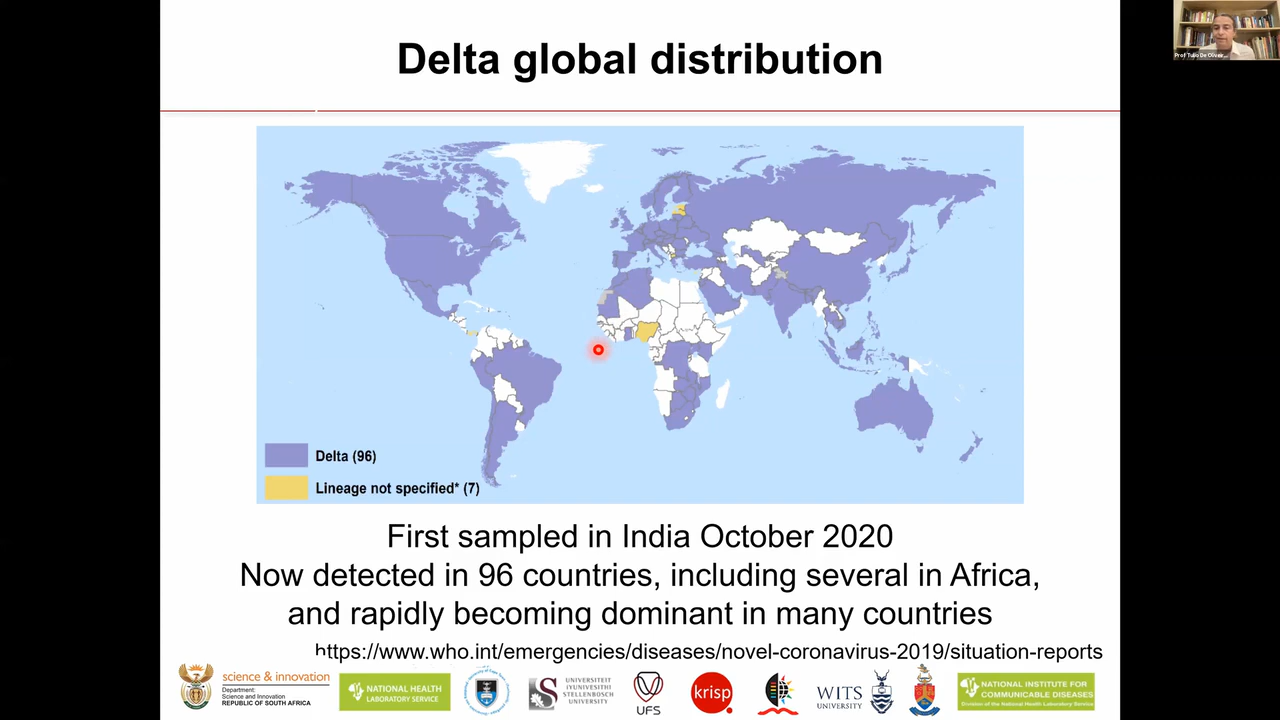 Delta global distribution
Prof Tulio De Oliveir...
Delta (96)
Lineage not specified* (7)
First sampled in India October 2020
Now detected in 96 countries, including several in Africa,
and rapidly becoming dominant in many countries
https://www.who.int/emergencies/diseases/novel-coronavirus-2019/situation-reports
science & innovation
Department:
Science and Innovation
REPUBLIC OF SOUTH AFRICA
NATIONAL HEALTH
LABORATORY SERVICE
UNIVERSITEIT
IYUNIVESITHI
STELLENBOSCH
UNIVERSITY
UFS
krisp
WITS
UNIVERSITY
NATIONAL INSTITUTE FOR
COMMUNICABLE DISEASES
Division of the National Health Laboratory Service